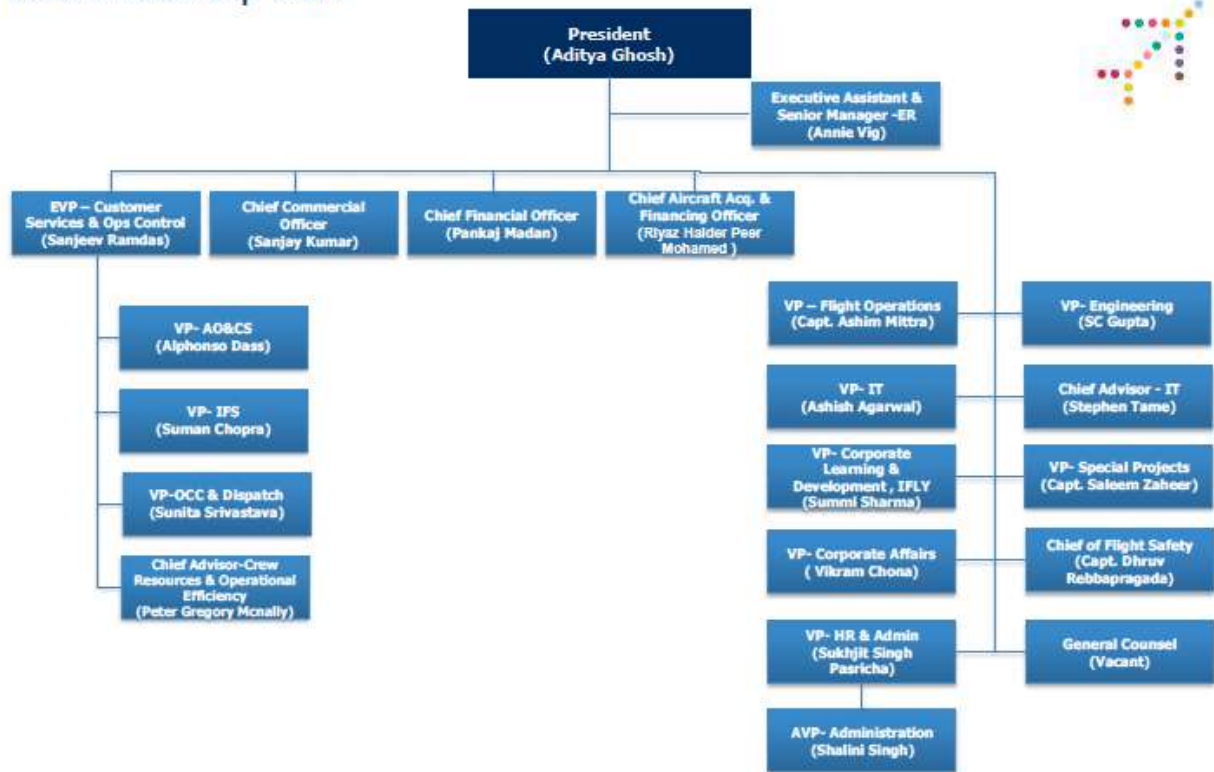 President
(Aditya Ghosh)
Executive Assistant &
Senior Manager -ER
(Annie Vig)
EVP – Customer
Services & Ops Control
(Sanjeev Ramdas)
Chief Commercial
Officer
(Sanjay Kumar)
Chief Financial Officer
(Pankaj Madan)
Chief Aircraft Acq. &
Financing Officer
(Riyaz Haider Peer
Mohamed )
VP- AO&CS
(Alphonso Dass)
VP- IFS
(Suman Chopra)
VP-OCC & Dispatch
(Sunita Srivastava)
Chief Advisor-Crew
Resources & Operational
Efficiency
(Peter Gregory Mcnally)
VP – Flight Operations
(Capt. Ashim Mittra)
VP- Engineering
(SC Gupta)
VP- IT
(Ashish Agarwal)
Chief Advisor - IT
(Stephen Tame)
VP- Corporate
Learning &
Development , IFLY
(Summi Sharma)
VP- Special Projects
(Capt. Saleem Zaheer)
VP- Corporate Affairs
( Vikram Chona)
Chief of Flight Safety
(Capt. Dhruv
Rebbapragada)
VP- HR & Admin
(Sukhjit Singh
Pasricha)
General Counsel
(Vacant)
AVP- Administration
(Shalini Singh)